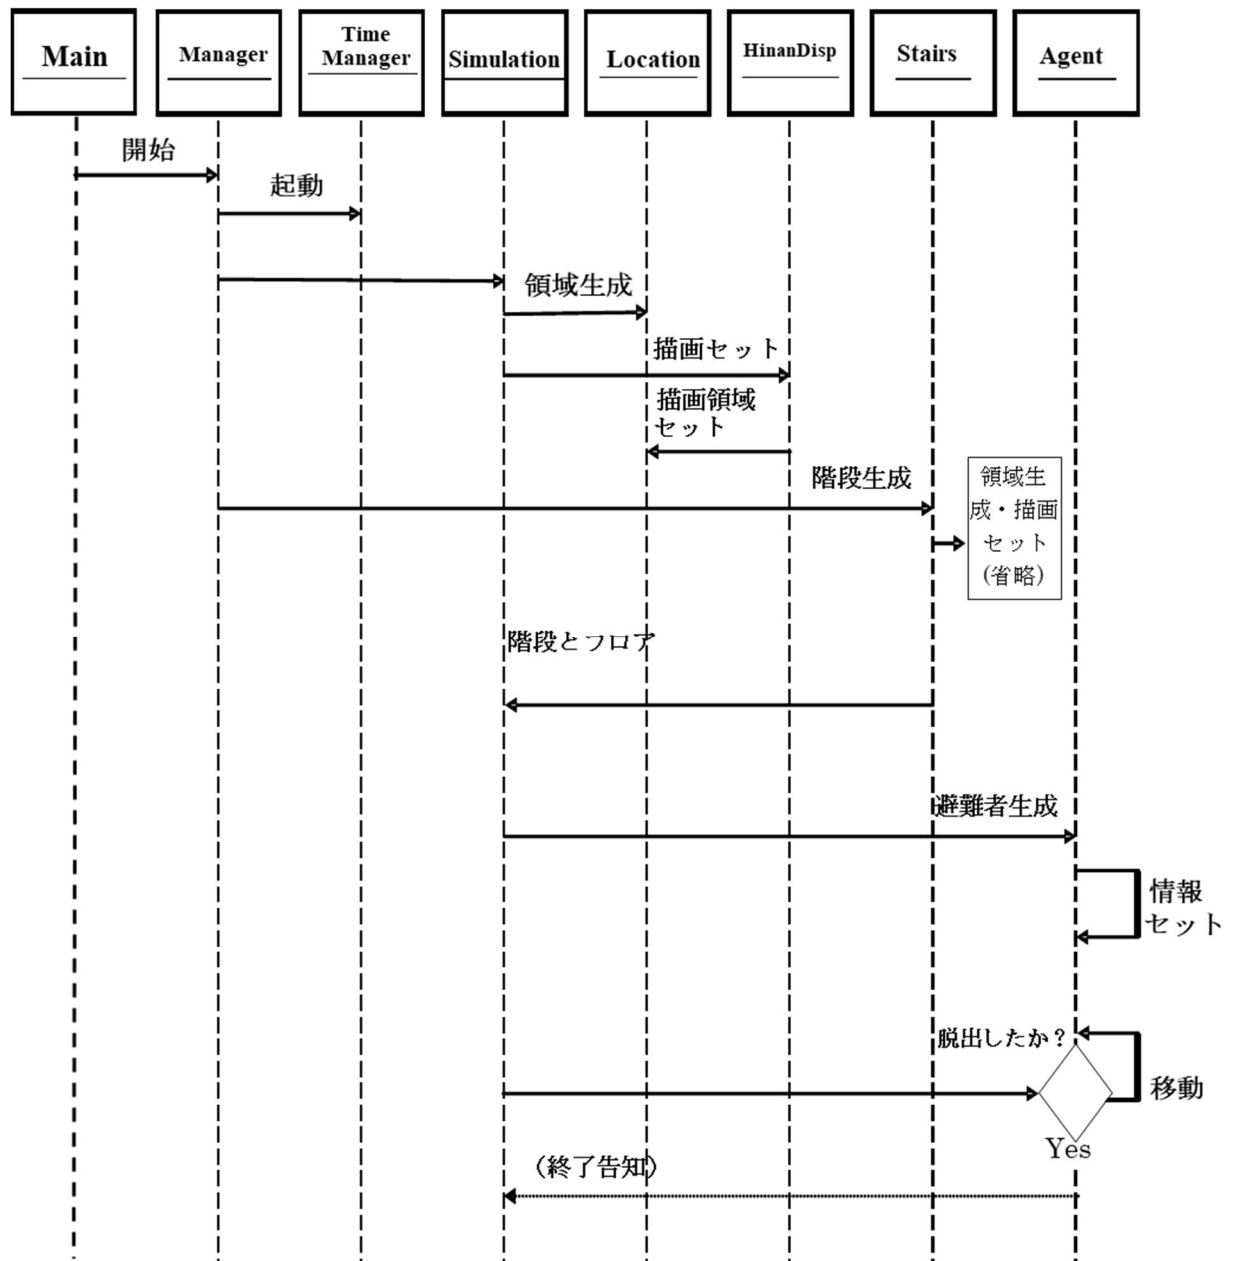 Main
Manager
Time
Manager
Simulation
Location
HinanDisp
Stairs
Agent
開始
起動
領域生成
描画セット
描画領域
セット
階段生成
領域生
成・描画
セット
(省略)
階段とフロア
避難者生成
情報
セット
脱出したか?
移動
Yes
(終了告知)